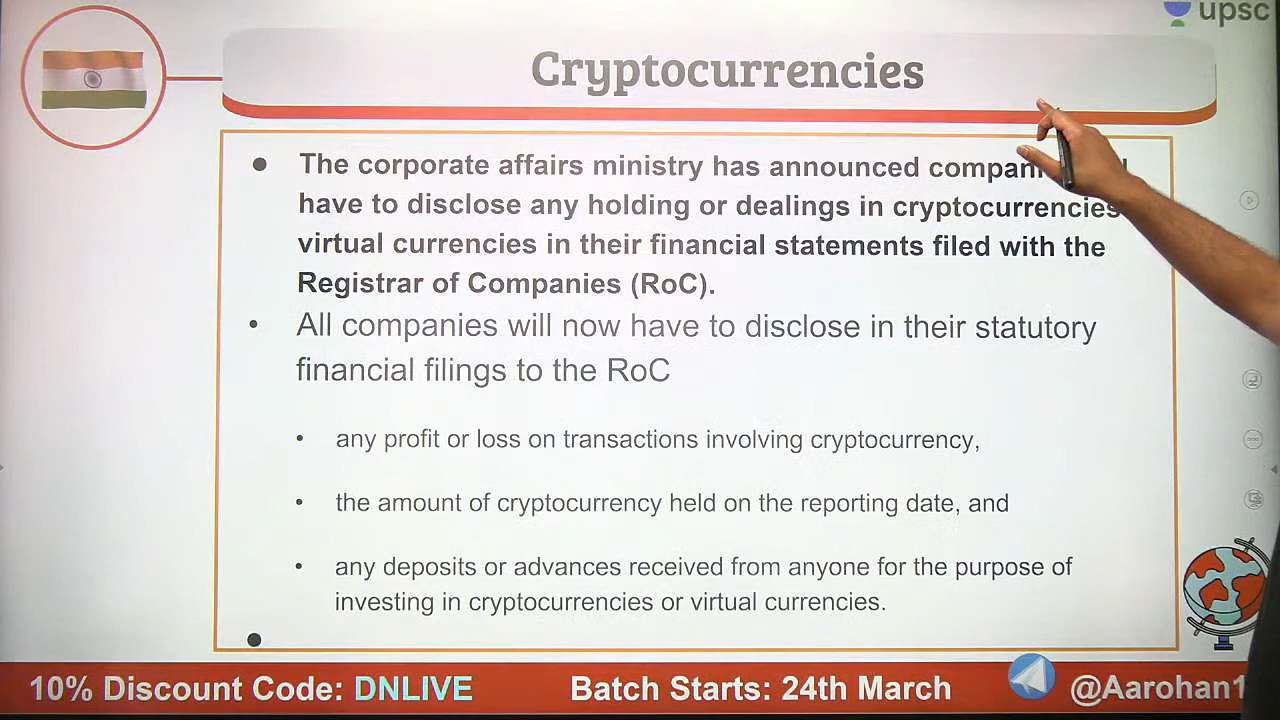 upsc
Cryptocurrencies
The corporate affairs ministry has announced
have to disclose any holding or dealings in cryptocurrencies
virtual currencies in their financial statements filed with the
Registrar of Companies (RoC).
All companies will now have to disclose in their statutory
financial filings to the RoC
any profit or loss on transactions involving cryptocurrency,
the amount of cryptocurrency held on the reporting date, and
any deposits or advances received from anyone for the purpose of
investing in cryptocurrencies or virtual currencies.
10% Discount Code: DNLIVE
Batch Starts: 24th March